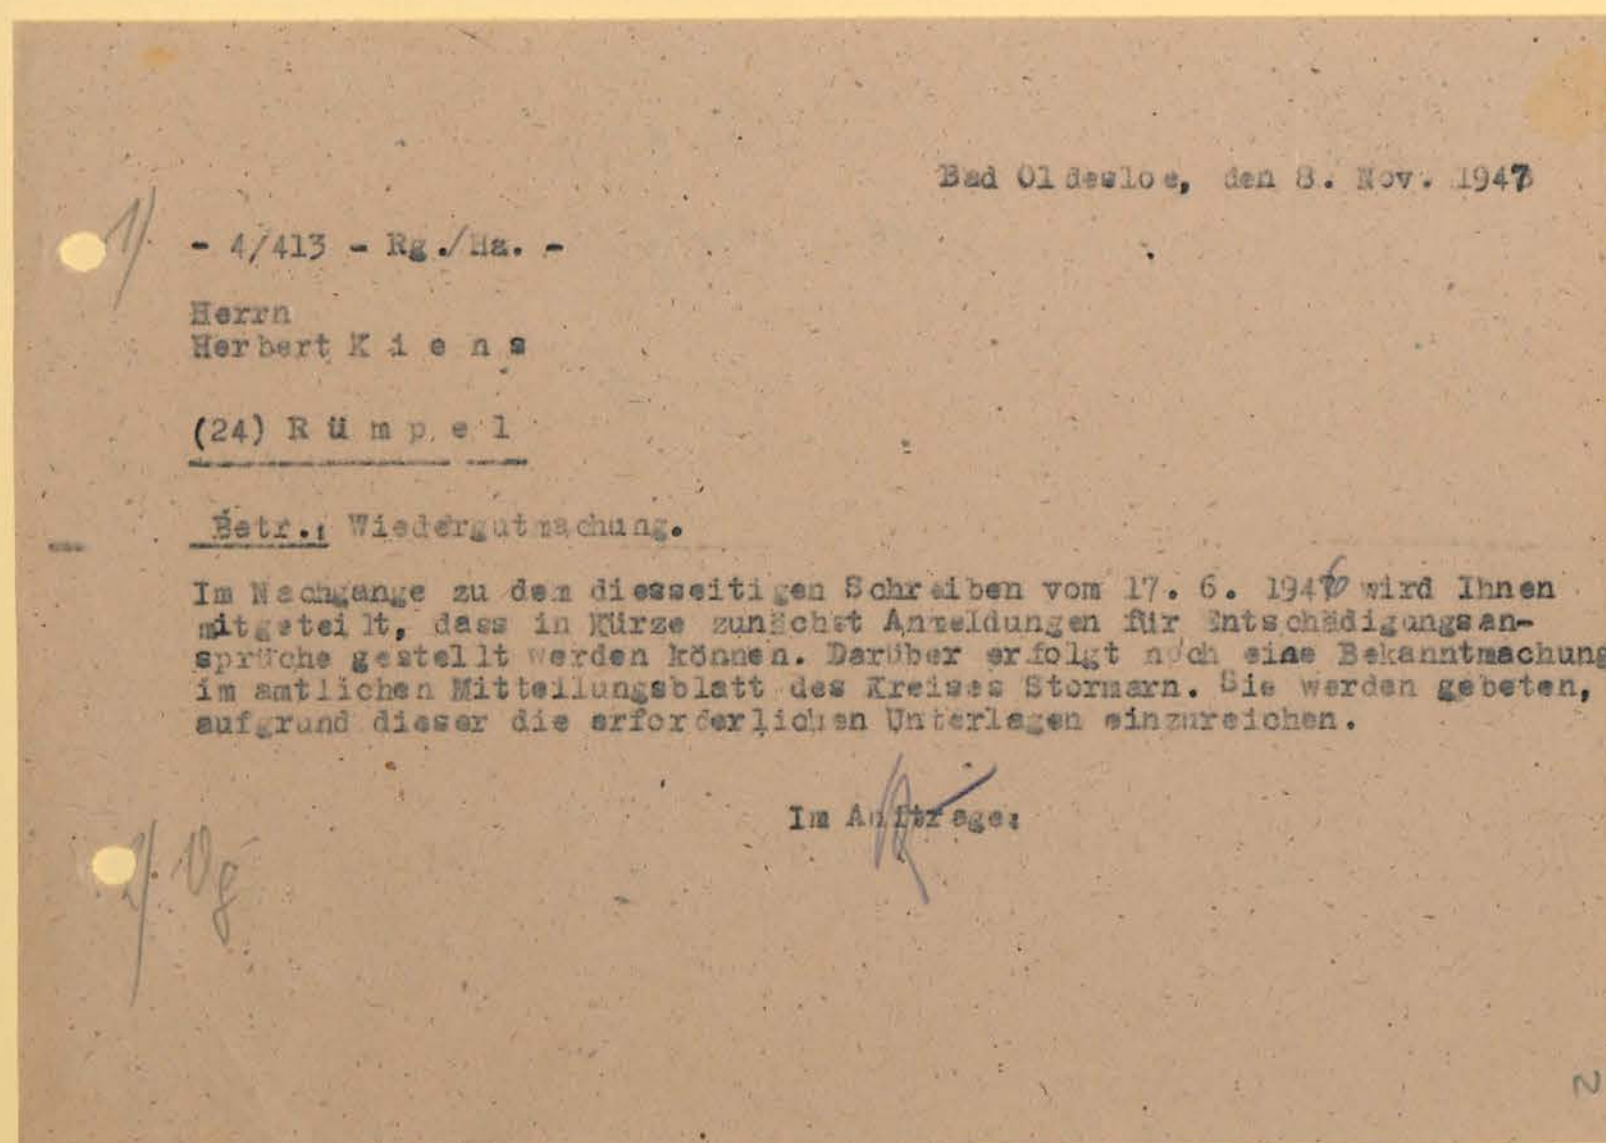 Bad Oldesloe, den 8. Nov. 1947
1/
- 4/413 - Rg./Ha. -
Herrn
Herbert K i e n s
(24) R ü m p e l
Betr.: Wiedergutmachung.
Im Nachgange zu dem diesseitigen Schreiben vom 17. 6. 1946 wird Ihnen
mitgeteilt, dass in Kürze zunächst Anmeldungen für Entschädigungsan-
sprüche gestellt werden können. Darüber erfolgt noch eine Bekanntmachung
im amtlichen Mitteilungsblatt des Kreises Stormarn. Sie werden gebeten,
aufgrund dieser die erforderlichen Unterlagen einzureichen.
Im Auftrage:
2/.